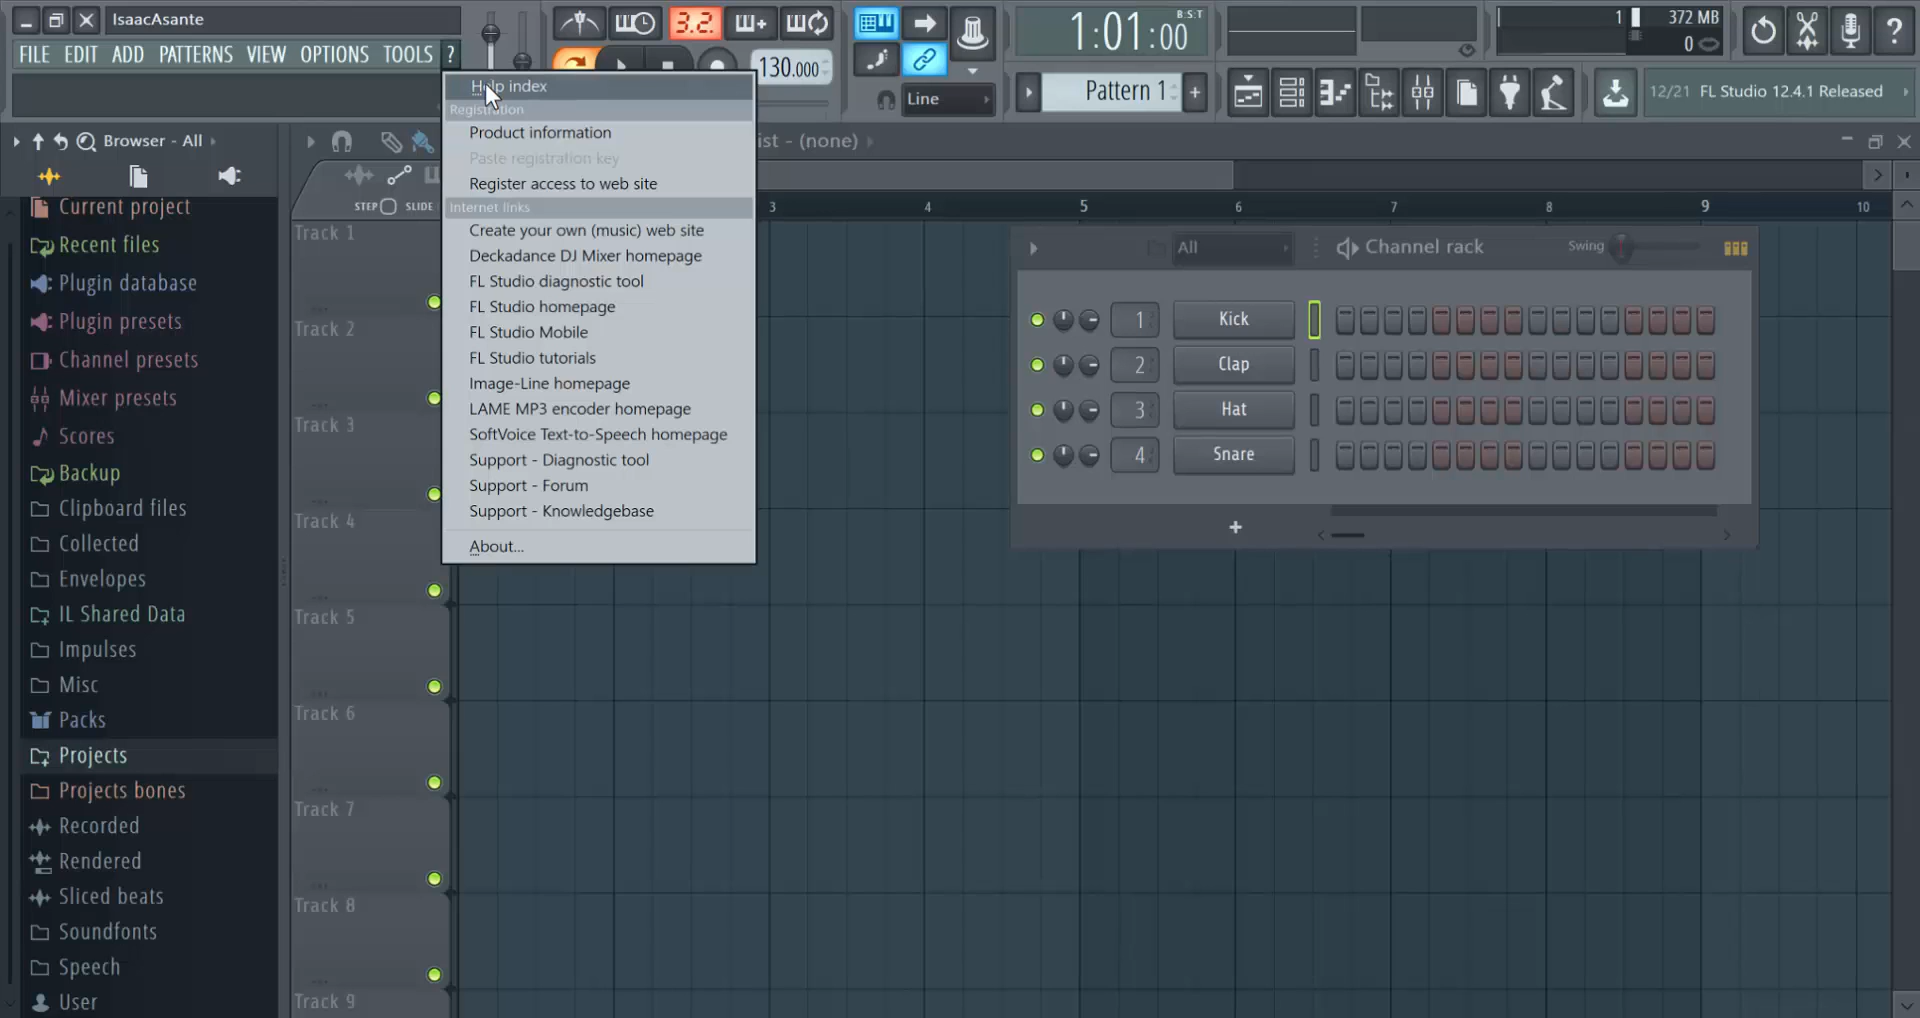 IsaacAsante
FILE EDIT ADD PATTERNS VIEW OPTIONS TOOLS ?
3.2.
130.000
1:01:00
B:S:T
Line
Pattern 1
+
1
372 MB
0
?
12/21 FL Studio 12.4.1 Released
Help index
Registration
Product information
Paste registration key
Register access to web site
Internet links
Create your own (music) web site
Deckadance DJ Mixer homepage
FL Studio diagnostic tool
FL Studio homepage
FL Studio Mobile
FL Studio tutorials
Image-Line homepage
LAME MP3 encoder homepage
SoftVoice Text-to-Speech homepage
Support - Diagnostic tool
Support - Forum
Support - Knowledgebase
About...
Browser - All
Current project
Recent files
Plugin database
Plugin presets
Channel presets
Mixer presets
Scores
Backup
Clipboard files
Collected
Envelopes
IL Shared Data
Impulses
Misc
Packs
Projects
Projects bones
Recorded
Rendered
Sliced beats
Soundfonts
Speech
User
ist - (none)
STEP SLIDE
3 4 5 6 7 8 9 10
Track 1
Track 2
Track 3
Track 4
Track 5
Track 6
Track 7
Track 8
Track 9
All
Channel rack
Swing
1 Kick
2 Clap
3 Hat
4 Snare
+